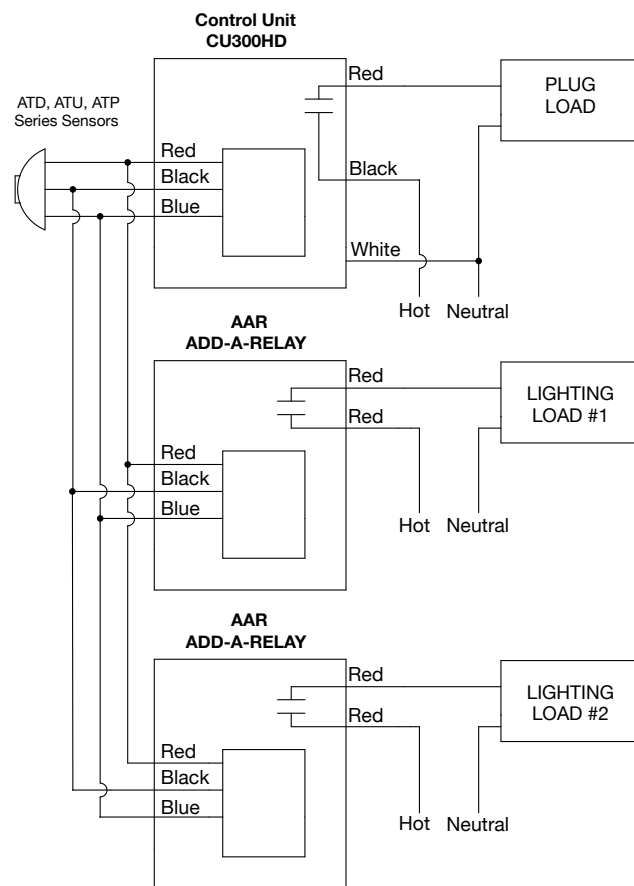 Control Unit
CU300HD
ATD, ATU, ATP
Series Sensors
Red
PLUG
LOAD
Red
Black
Blue
Black
White
Hot
Neutral
AAR
ADD-A-RELAY
Red
Red
LIGHTING
LOAD #1
Red
Black
Blue
Hot
Neutral
AAR
ADD-A-RELAY
Red
Red
LIGHTING
LOAD #2
Red
Black
Blue
Hot
Neutral